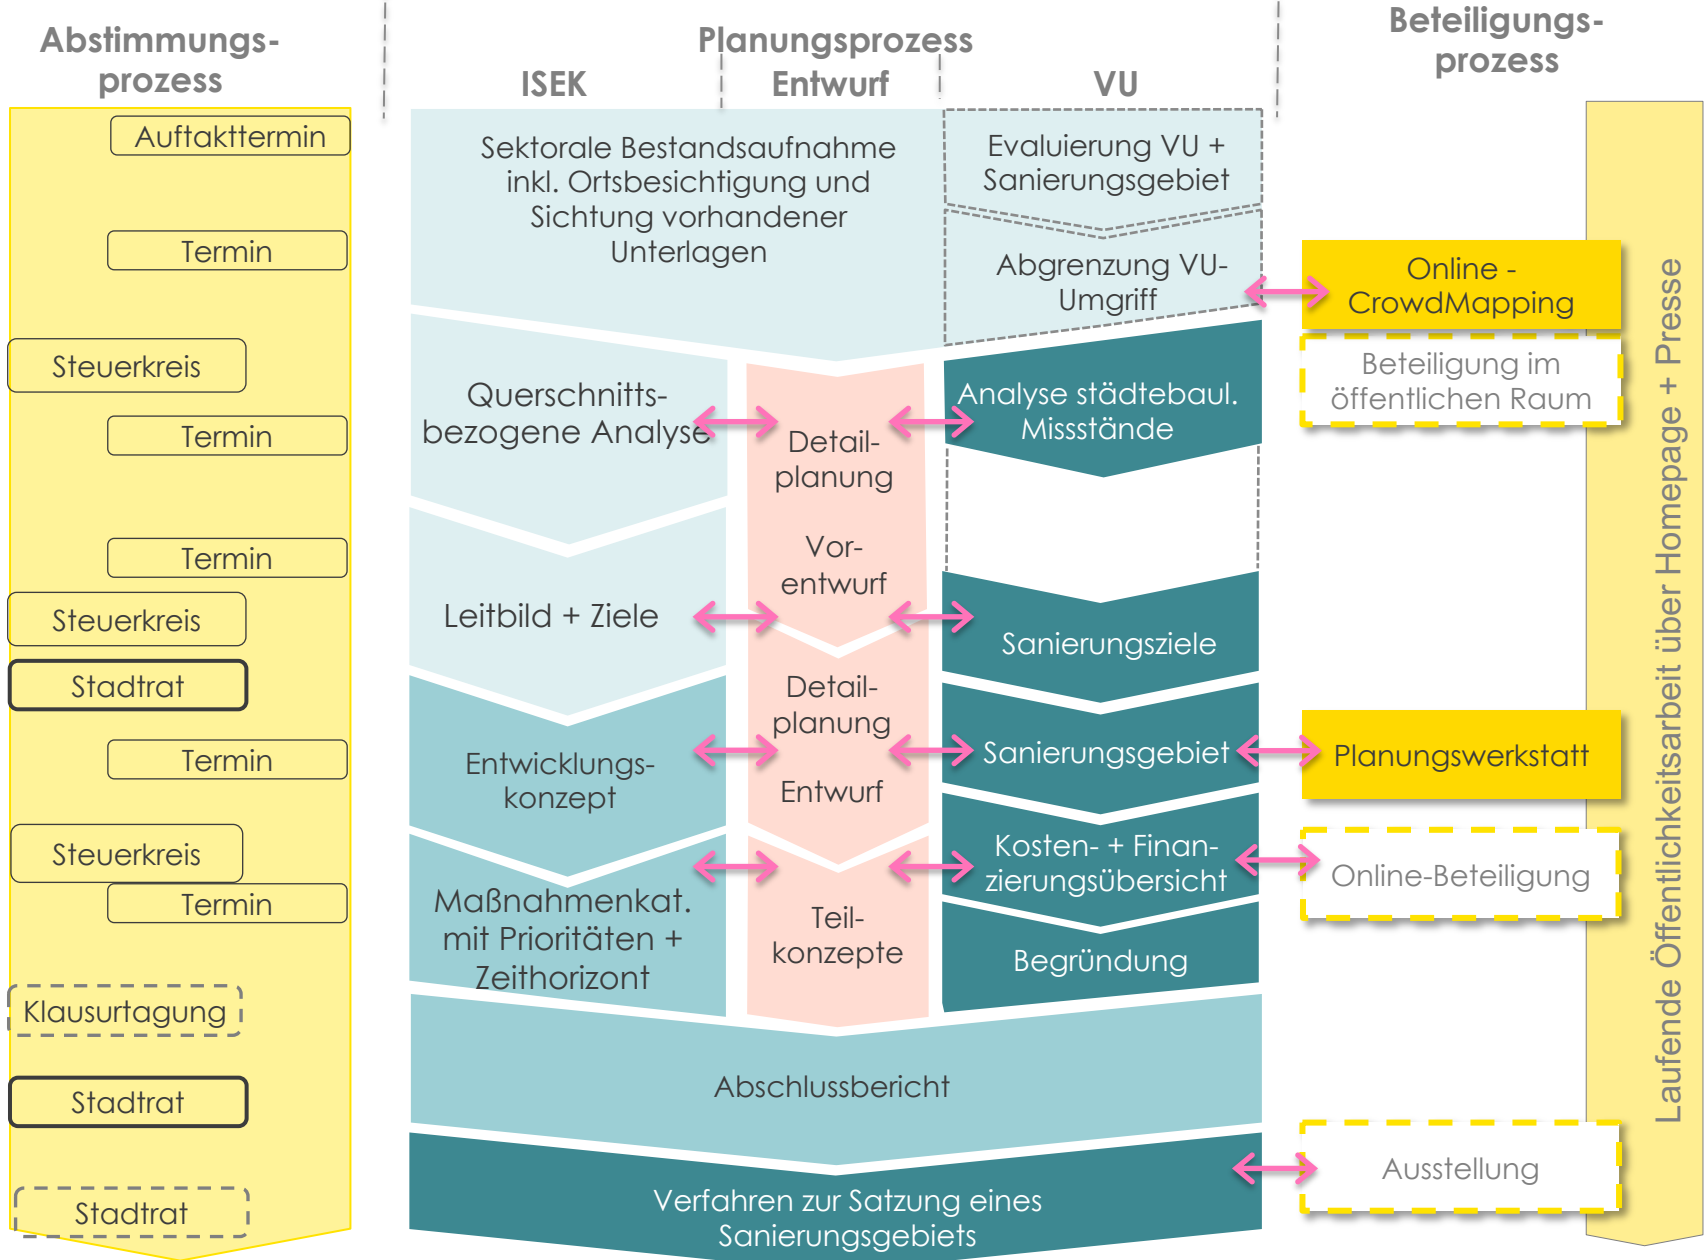 Abstimmungs-
prozess
Planungsprozess
ISEK
Entwurf
VU
Beteiligungs-
prozess
Auftakttermin
Termin
Steuerkreis
Termin
Termin
Steuerkreis
Stadtrat
Termin
Steuerkreis
Termin
Klausurtagung
Stadtrat
Stadtrat
Sektorale Bestandsaufnahme
inkl. Ortsbesichtigung und
Sichtung vorhandener
Unterlagen
Evaluierung VU +
Sanierungsgebiet
Abgrenzung VU-
Umgriff
Querschnitts-
bezogene Analyse
Leitbild + Ziele
Entwicklungs-
konzept
Maßnahmenkat.
mit Prioritäten +
Zeithorizont
Detail-
planung
Vor-
entwurf
Detail-
planung
Entwurf
Teil-
konzepte
Analyse städtebaul.
Missstände
Sanierungsziele
Sanierungsgebiet
Kosten- + Finan-
zierungsübersicht
Begründung
Abschlussbericht
Verfahren zur Satzung eines
Sanierungsgebiets
Online -
CrowdMapping
Beteiligung im
öffentlichen Raum
Planungswerkstatt
Online-Beteiligung
Ausstellung
Laufende Öffentlichkeitsarbeit über Homepage + Presse